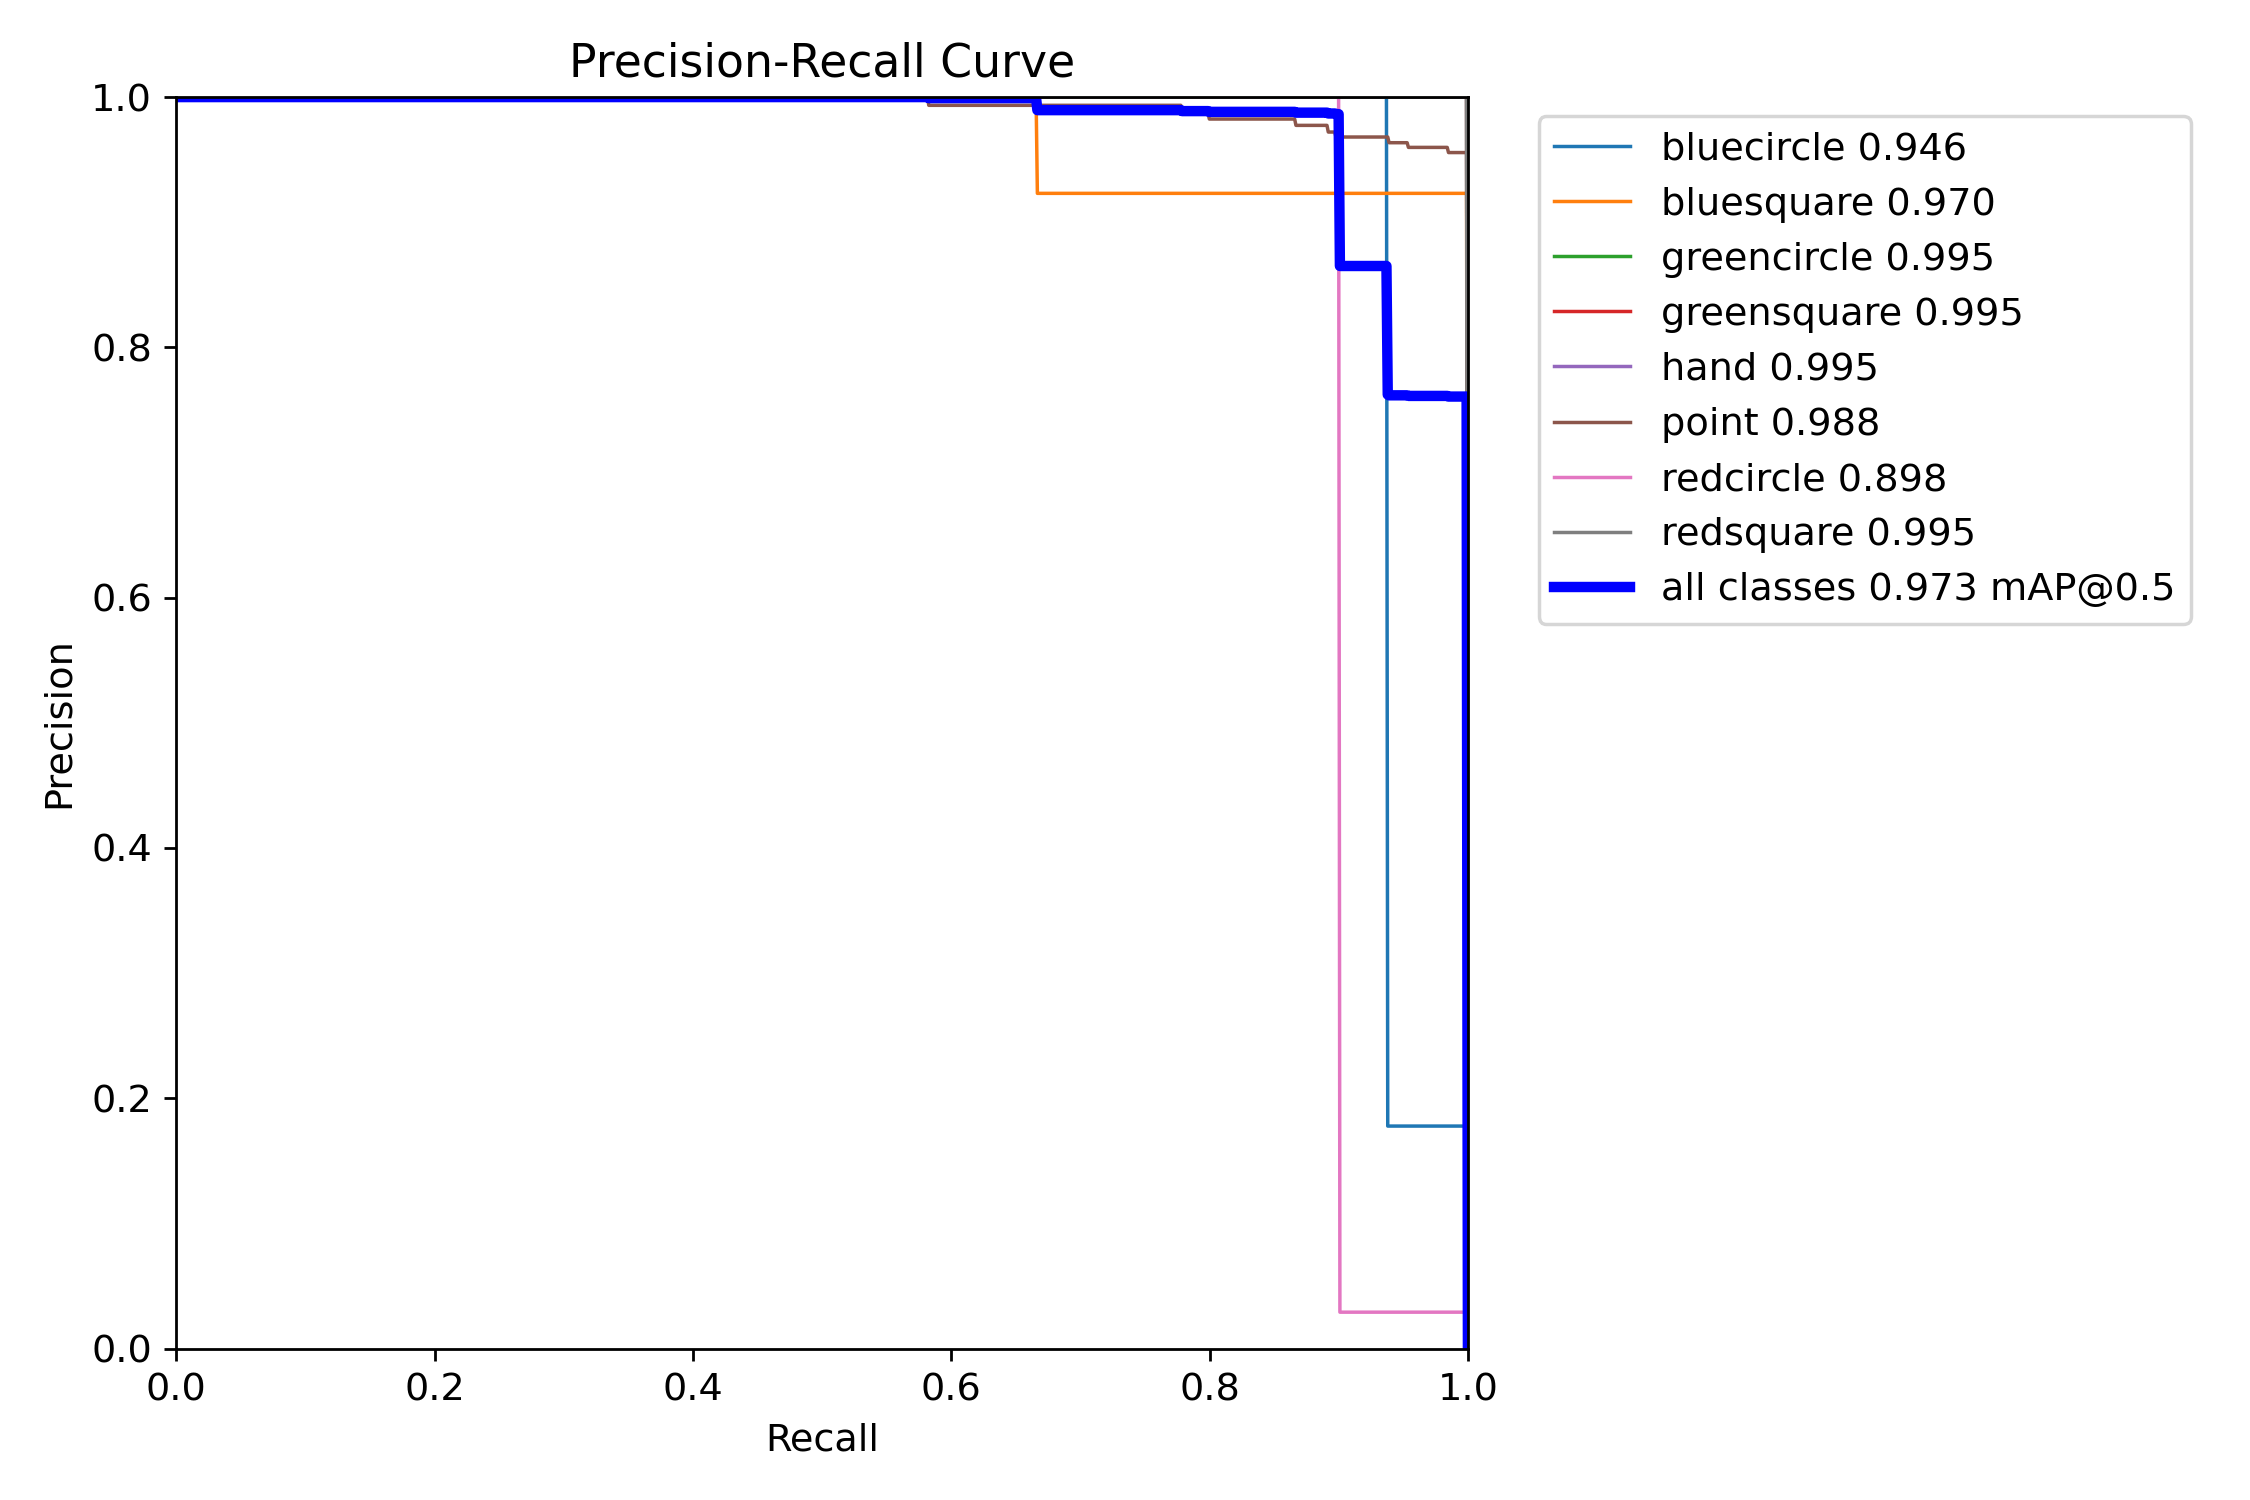 Precision-Recall Curve
1.0
0.8
0.6
0.4
0.2
0.0
Precision
0.0 0.2 0.4 0.6 0.8 1.0
Recall
bluecircle 0.946
bluesquare 0.970
greencircle 0.995
greensquare 0.995
hand 0.995
point 0.988
redcircle 0.898
redsquare 0.995
all classes 0.973 mAP@0.5